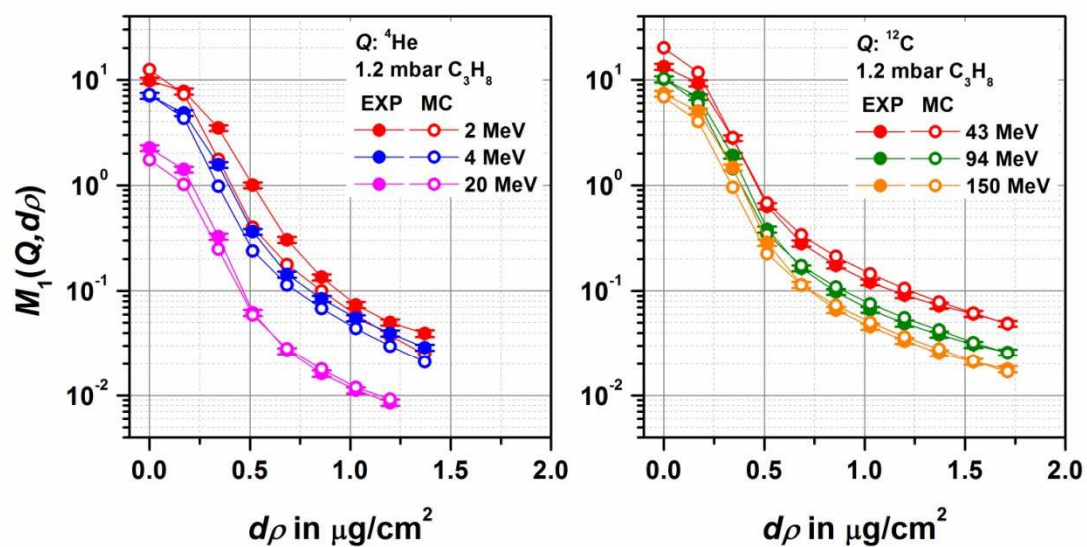 M₁(Q,dρ)
10¹
10⁰
10⁻¹
10⁻²
Q: ⁴He
1.2 mbar C₃H₈
EXP MC
2 MeV
4 MeV
20 MeV
0.0 0.5 1.0 1.5 2.0
dρ in μg/cm²
10¹
10⁰
10⁻¹
10⁻²
Q: ¹²C
1.2 mbar C₃H₈
EXP MC
43 MeV
94 MeV
150 MeV
0.0 0.5 1.0 1.5 2.0
dρ in μg/cm²